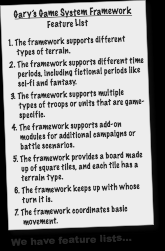 Gary's Game System Framework
Feature List
1. The framework supports different
types of terrain.
2. The framework supports different time
periods, including fictional periods like
sci-fi and fantasy.
3. The framework supports multiple
types of troops or units that are game-
specific.
4. The framework supports add-on
modules for additional campaigns or
battle scenarios.
5. The framework provides a board made
up of square tiles, and each tile has a
terrain type.
6. The framework keeps up with whose
turn it is.
7. The framework coordinates basic
movement.
We have feature lists...